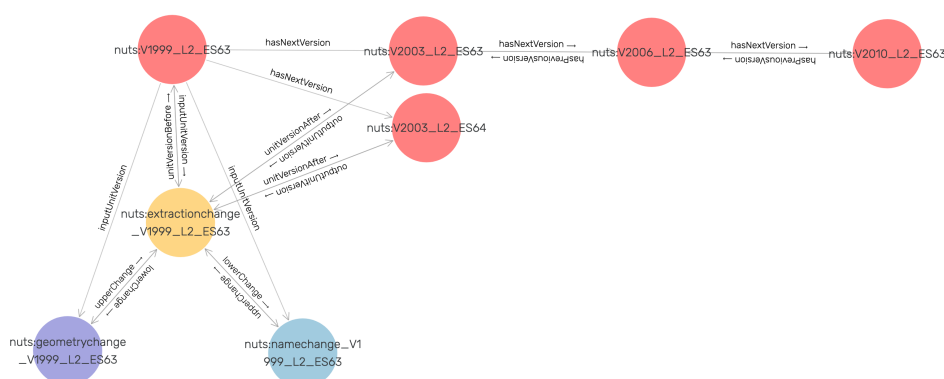 nuts:V1999_L2_ES63
hasNextVersion
nuts:V2003_L2_ES63
hasNextVersion →
← hasPreviousVersion
nuts:V2006_L2_ES63
hasNextVersion →
← hasPreviousVersion
nuts:V2010_L2_ES63
hasNextVersion
nuts:V2003_L2_ES64
unitVersionBefore →
inputUnitVersion →
unitVersionAfter →
← outputUnitVersion
unitVersionAfter →
← outputUnitVersion
inputUnitVersion
inputUnitVersion
nuts:extractionchange
_V1999_L2_ES63
upperChange →
← lowerChange
lowerChange →
← upperChange
nuts:geometrychange
_V1999_L2_ES63
nuts:namechange_V1
999_L2_ES63